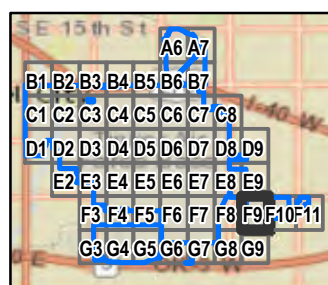 SE 15th St
A6 A7
B1 B2 B3 B4 B5 B6 B7
I-40 W
C1 C2 C3 C4 C5 C6 C7 C8
D1 D2 D3 D4 D5 D6 D7 D8 D9
E2 E3 E4 E5 E6 E7 E8 E9
F3 F4 F5 F6 F7 F8 F9 F10 F11
G3 G4 G5 G6 G7 G8 G9